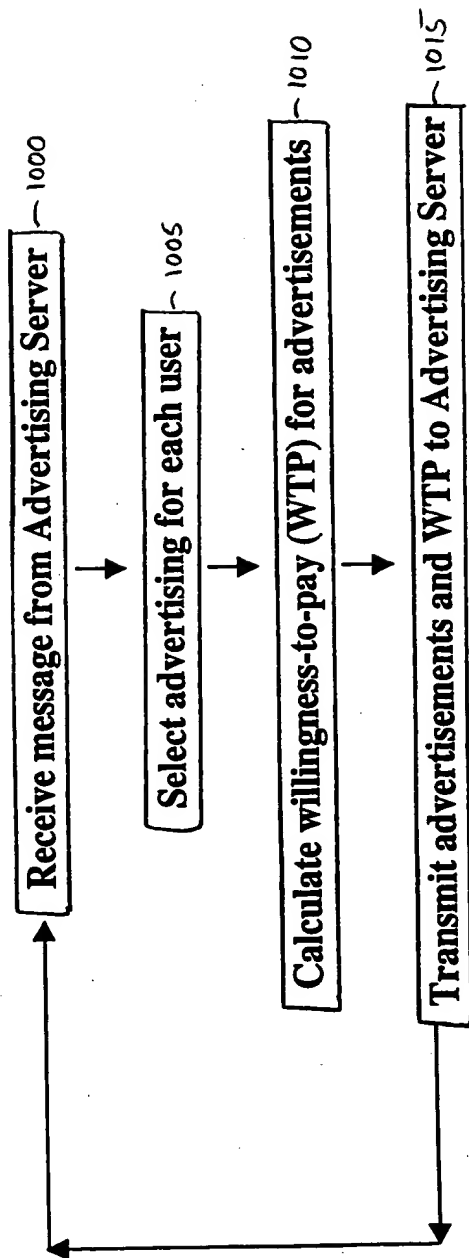 Receive message from Advertising Server 1000
Select advertising for each user 1005
Calculate willingness-to-pay (WTP) for advertisements 1010
Transmit advertisements and WTP to Advertising Server 1015